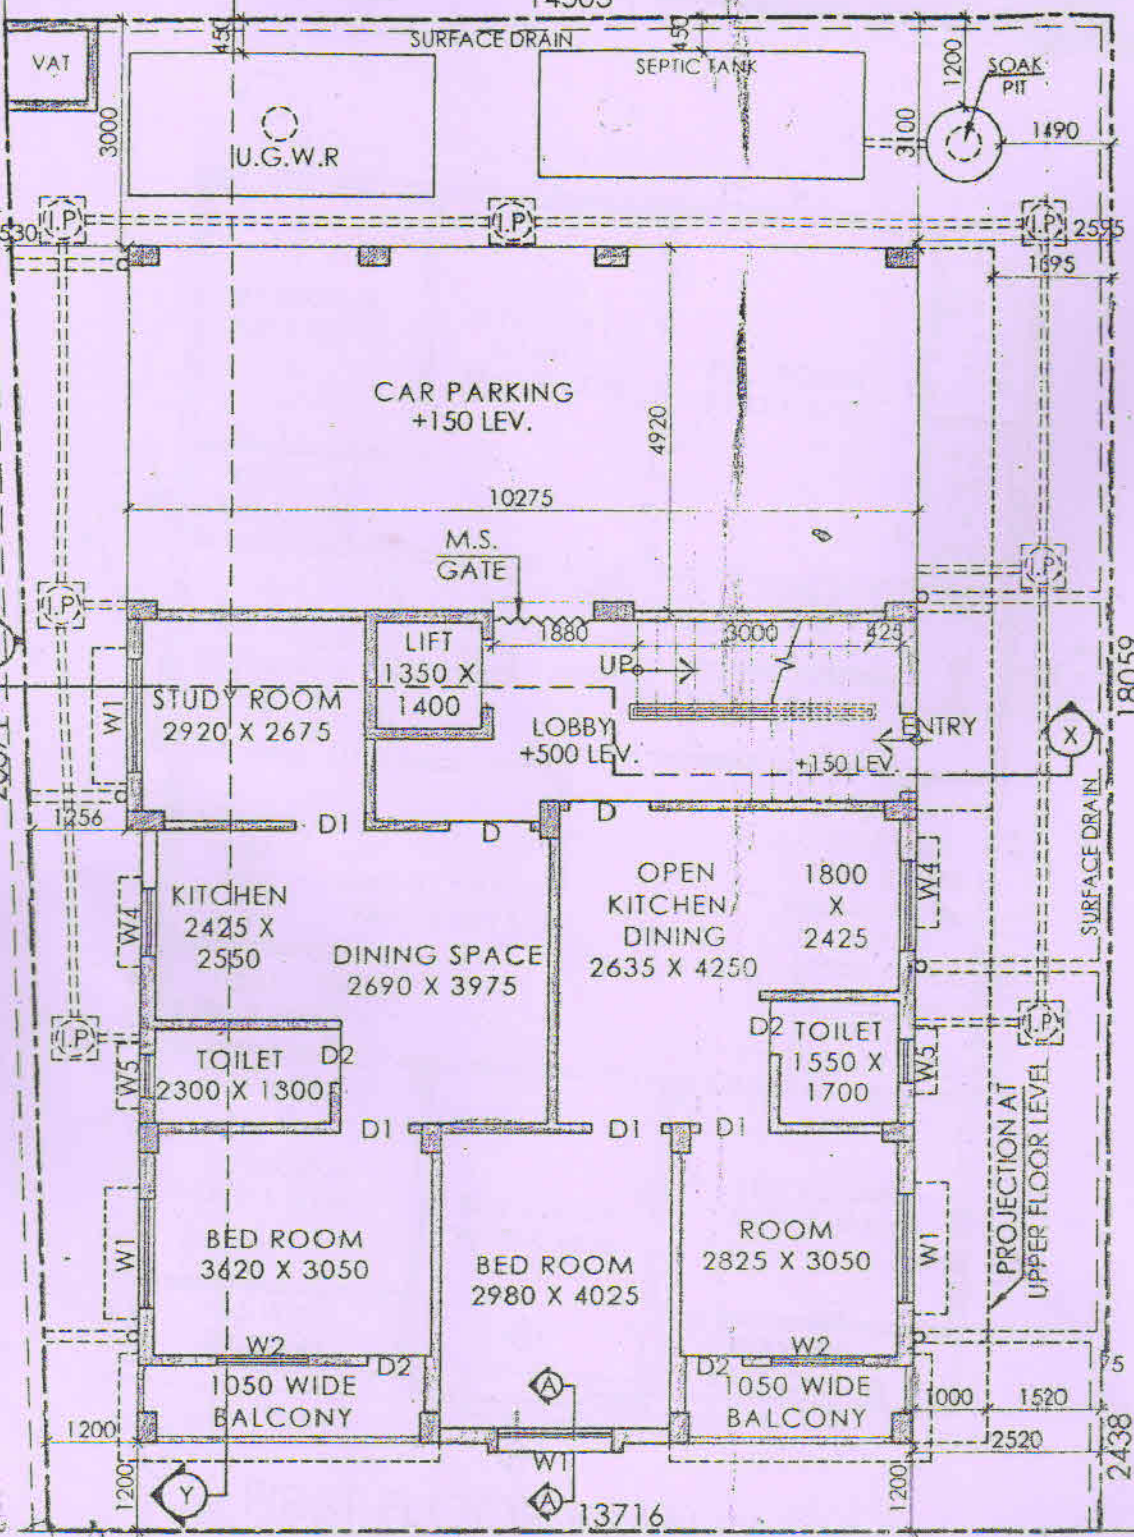 450
SURFACE DRAIN
450
VAT
SEPTIC TANK
1200
SOAK
PIT
3000
U.G.W.R
3100
1490
I.P
I.P
I.P
2595
1695
CAR PARKING
+150 LEV.
4920
10275
M.S.
GATE
I.P
I.P
LIFT
1350 X
1400
1880
3000
425
UP
STUDY ROOM
2920 X 2675
W1
LOBBY
+500 LEV.
ENTRY
+150 LEV.
X
18059
1256
D1
D
D
SURFACE DRAIN
KITCHEN
2425 X
2550
W4
DINING SPACE
2690 X 3975
OPEN
KITCHEN/
DINING
2635 X 4250
1800
X
2425
W4
I.P
I.P
TOILET
2300 X 1300
D2
W5
D2
TOILET
1550 X
1700
W5
D1
D1
D1
PROJECTION AT
UPPER FLOOR LEVEL
BED ROOM
3620 X 3050
W1
BED ROOM
2980 X 4025
ROOM
2825 X 3050
W1
W2
D2
D2
W2
1050 WIDE
BALCONY
A
1050 WIDE
BALCONY
75
1000
1520
1200
2520
2438
W1
1200
Y
A
13716
1200